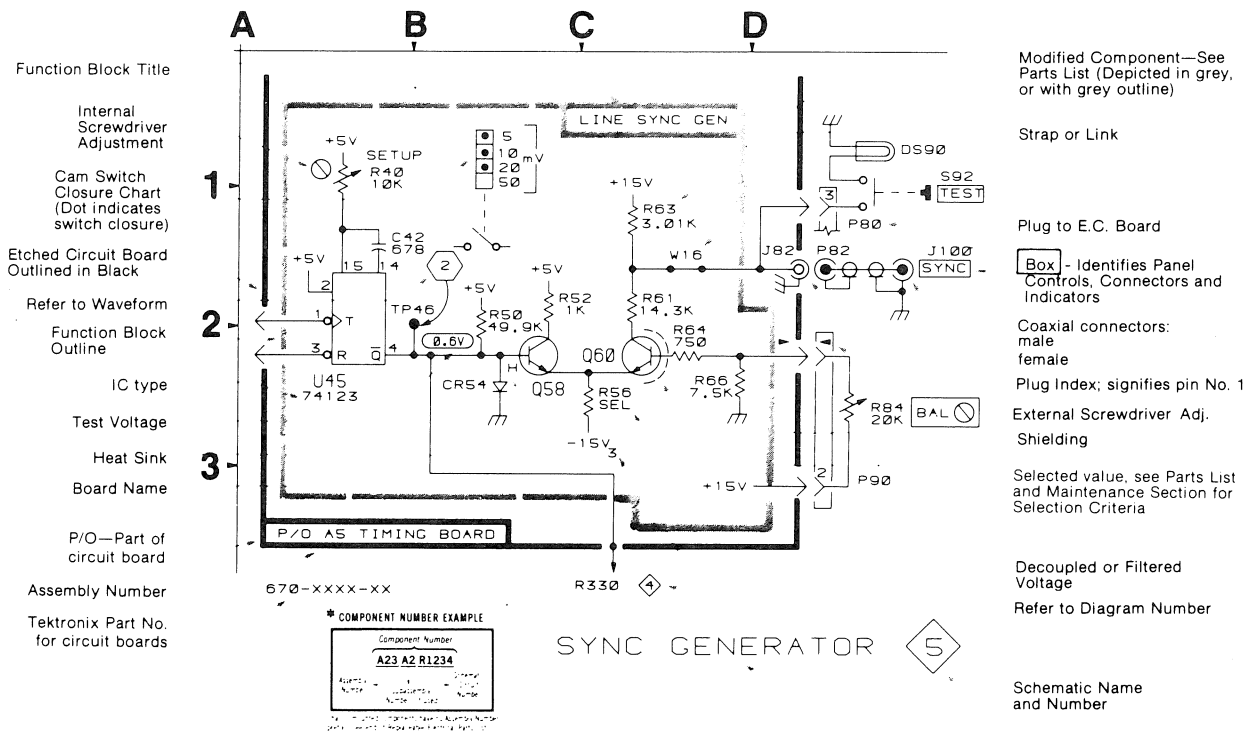 A
B
C
D
1
2
3
Function Block Title
Internal
Screwdriver
Adjustment
Cam Switch
Closure Chart
(Dot indicates
switch closure)
Etched Circuit Board
Outlined in Black
Refer to Waveform
Function Block
Outline
IC type
Test Voltage
Heat Sink
Board Name
P/O—Part of
circuit board
Assembly Number
Tektronix Part No.
for circuit boards
LINE SYNC GEN
+5V
SETUP
R40
10K
5
10
20
50
mV
C42
678
+5V
15
14
2
1
T
3
R
Q
4
U45
74123
TP46
2
0.6V
+5V
R50
49.9K
CR54
+5V
R52
1K
H
Q58
Q60
R56
SEL
-15V
3
+15V
R63
3.01K
W16
R61
14.3K
R64
750
R66
7.5K
+15V
DS90
S92
TEST
3
P80
J82
P82
J100
SYNC
1
R84
20K
BAL
2
P90
P/O A5 TIMING BOARD
R330
4
670-XXXX-XX
* COMPONENT NUMBER EXAMPLE
Component Number
A23 A2 R1234
Assembly
Number
Subassembly
Number
Schematic
Circuit
Number
SYNC GENERATOR
5
Modified Component—See
Parts List (Depicted in grey,
or with grey outline)
Strap or Link
Plug to E.C. Board
Box - Identifies Panel
Controls, Connectors and
Indicators
Coaxial connectors:
male
female
Plug Index; signifies pin No. 1
External Screwdriver Adj.
Shielding
Selected value, see Parts List
and Maintenance Section for
Selection Criteria
Decoupled or Filtered
Voltage
Refer to Diagram Number
Schematic Name
and Number